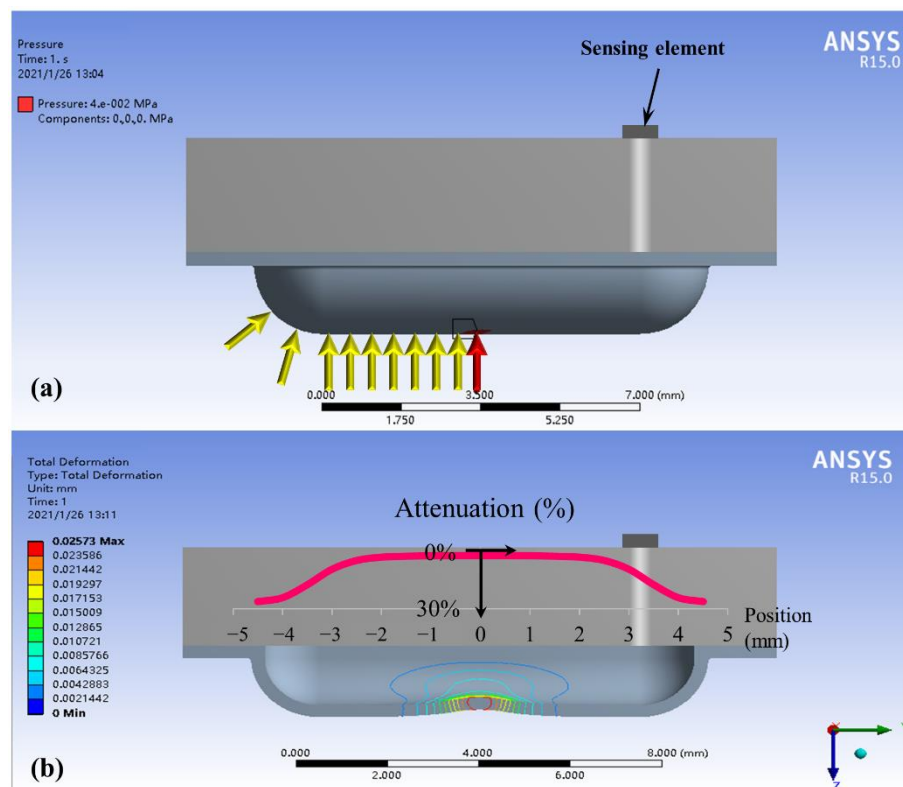 Pressure
Time: 1. s
2021/1/26 13:04
Pressure: 4.e-002 MPa
Components: 0,0,0. MPa
Sensing element
ANSYS
R15.0
(a)
0.000 3.500 7.000 (mm)
1.750 5.250
Total Deformation
Type: Total Deformation
Unit: mm
Time: 1
2021/1/26 13:11
ANSYS
R15.0
0.02573 Max
0.023586
0.021442
0.019297
0.017153
0.015009
0.012865
0.010721
0.0085766
0.0064325
0.0042883
0.0021442
0 Min
Attenuation (%)
0%
30%
−5 −4 −3 −2 −1 0 1 2 3 4 5
Position
(mm)
(b)
0.000 4.000 8.000 (mm)
2.000 6.000
X
Y
Z